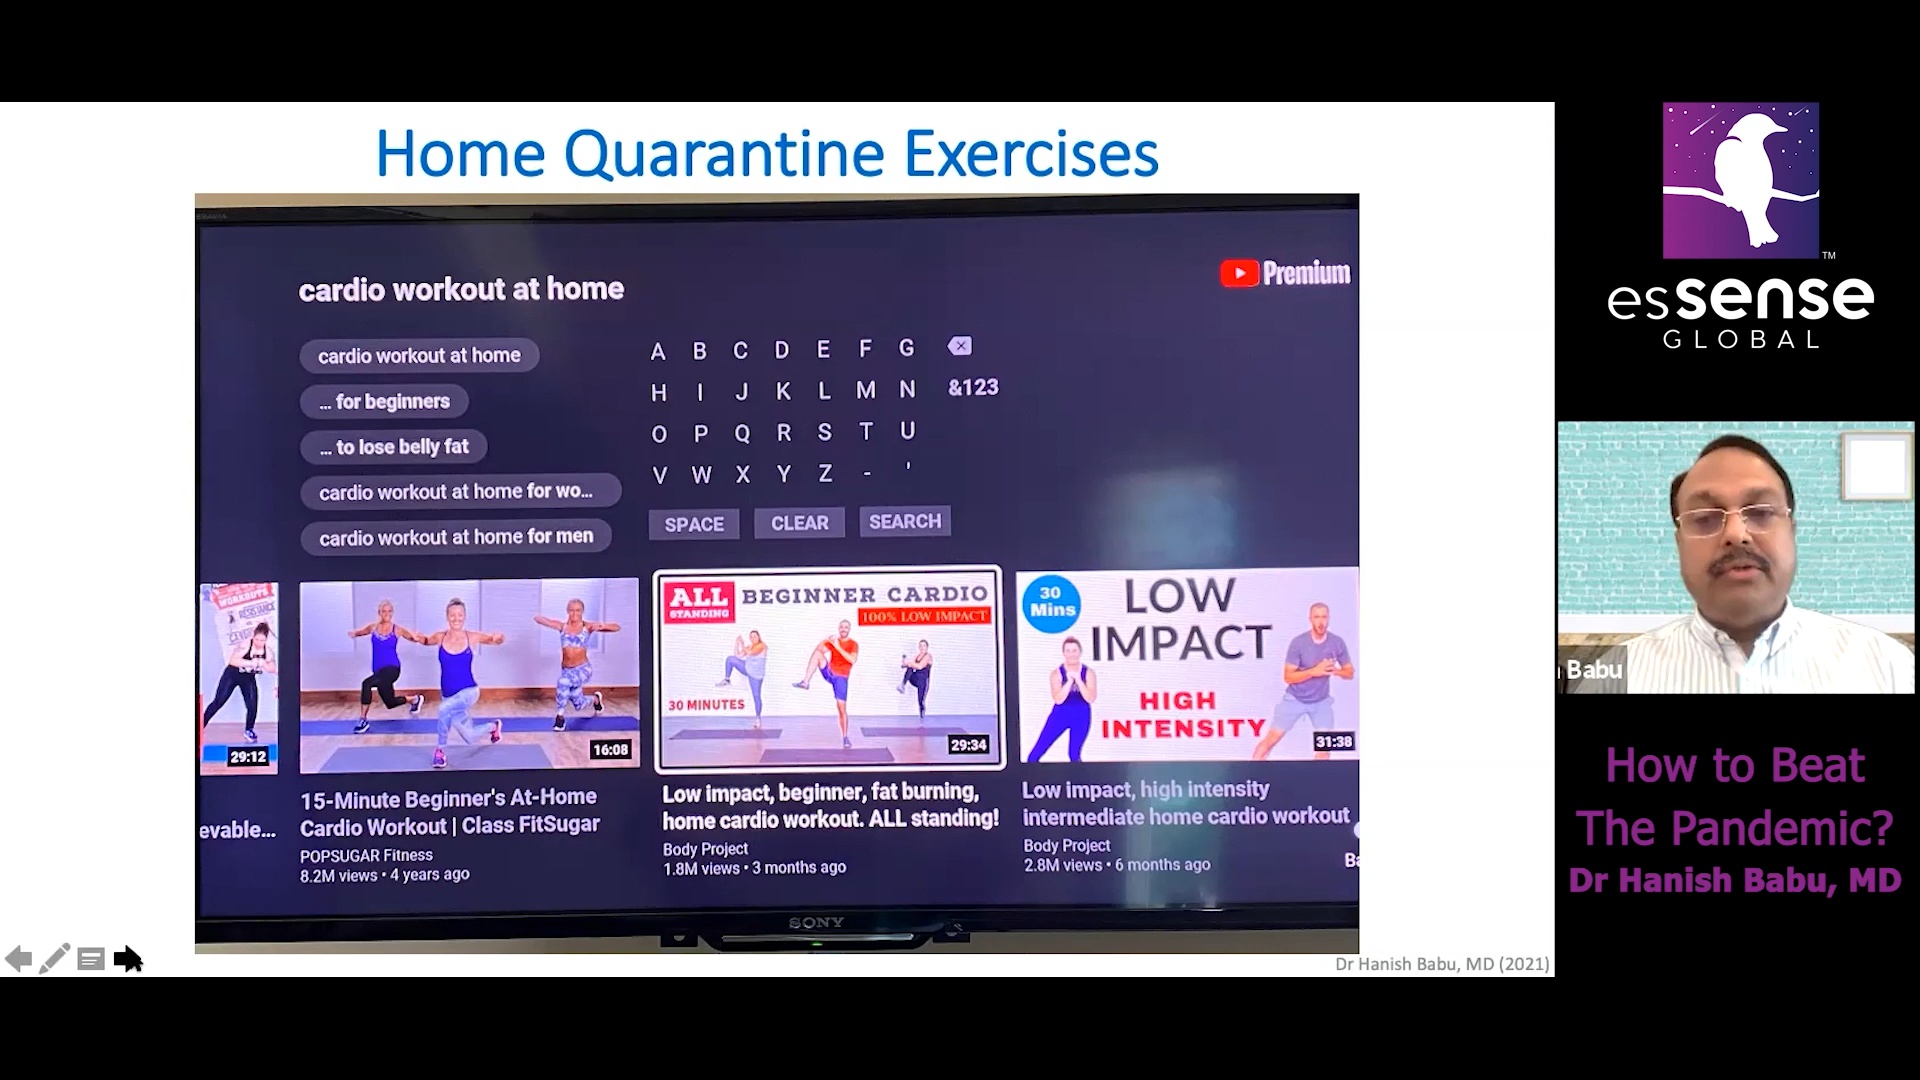 Home Quarantine Exercises
cardio workout at home
Premium
cardio workout at home
... for beginners
... to lose belly fat
cardio workout at home for wo...
cardio workout at home for men
A B C D E F G
H I J K L M N &123
O P Q R S T U
V W X Y Z - '
SPACE CLEAR SEARCH
WORKOUTS
RESISTANCE
29:12
evable...
16:08
15-Minute Beginner's At-Home
Cardio Workout | Class FitSugar
POPSUGAR Fitness
8.2M views • 4 years ago
ALL
STANDING
BEGINNER CARDIO
100% LOW IMPACT
30 MINUTES
29:34
Low impact, beginner, fat burning,
home cardio workout. ALL standing!
Body Project
1.8M views • 3 months ago
30
Mins
LOW
IMPACT
HIGH
INTENSITY
31:38
Low impact, high intensity
intermediate home cardio workout
Body Project
2.8M views • 6 months ago
Ba
SONY
Dr Hanish Babu, MD (2021)
TM
esSense
GLOBAL
Babu
How to Beat
The Pandemic?
Dr Hanish Babu, MD